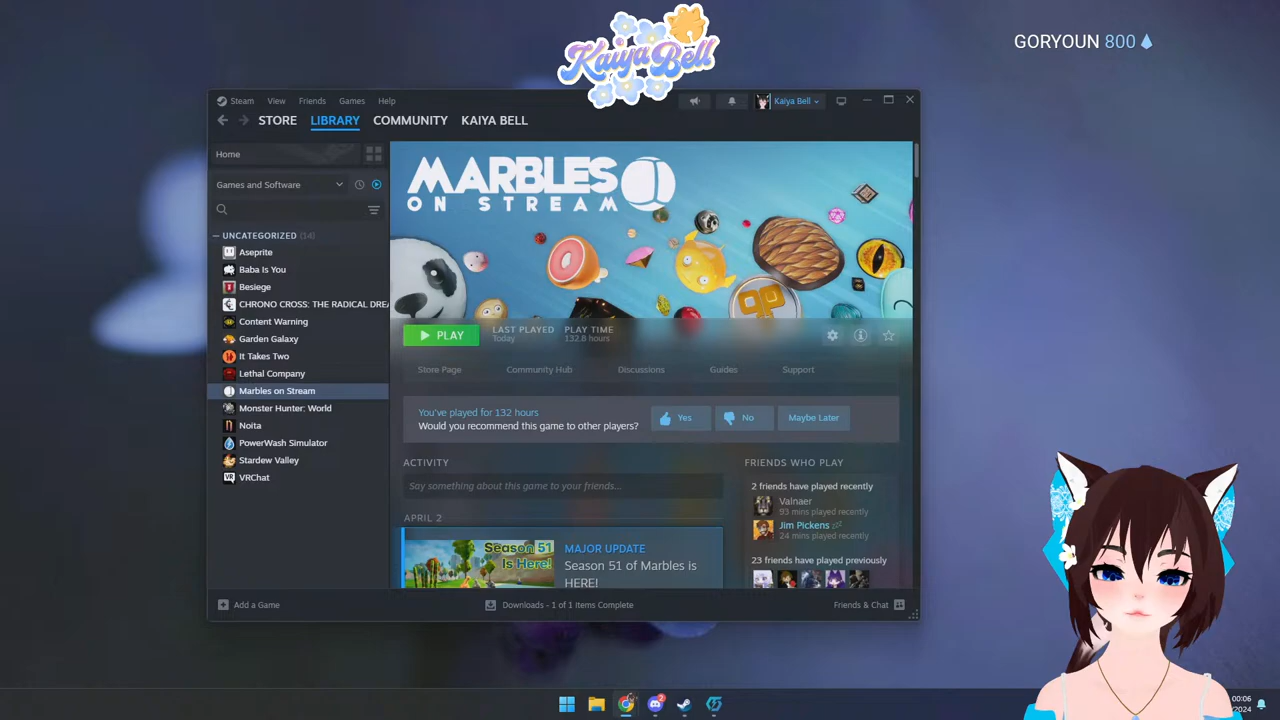 Kaiya Bell
GORYOUN 800
Steam View Friends Games Help
Kaiya Bell
STORE LIBRARY COMMUNITY KAIYA BELL
Home
Games and Software
UNCATEGORIZED (14)
Aseprite
Baba Is You
Besiege
CHRONO CROSS: THE RADICAL DRE
Content Warning
Garden Galaxy
It Takes Two
Lethal Company
Marbles on Stream
Monster Hunter: World
Noita
PowerWash Simulator
Stardew Valley
VRChat
MARBLES
ON STREAM
PLAY
LAST PLAYED
Today
PLAY TIME
132.8 hours
Store Page Community Hub Discussions Guides Support
You've played for 132 hours
Would you recommend this game to other players?
Yes No Maybe Later
ACTIVITY
Say something about this game to your friends...
APRIL 2
Season 51
Is Here!
MAJOR UPDATE
Season 51 of Marbles is
HERE!
FRIENDS WHO PLAY
2 friends have played recently
Valnaer
93 mins played recently
Jim Pickens
24 mins played recently
23 friends have played previously
Add a Game
Downloads - 1 of 1 Items Complete
Friends & Chat
2
00:06
2024